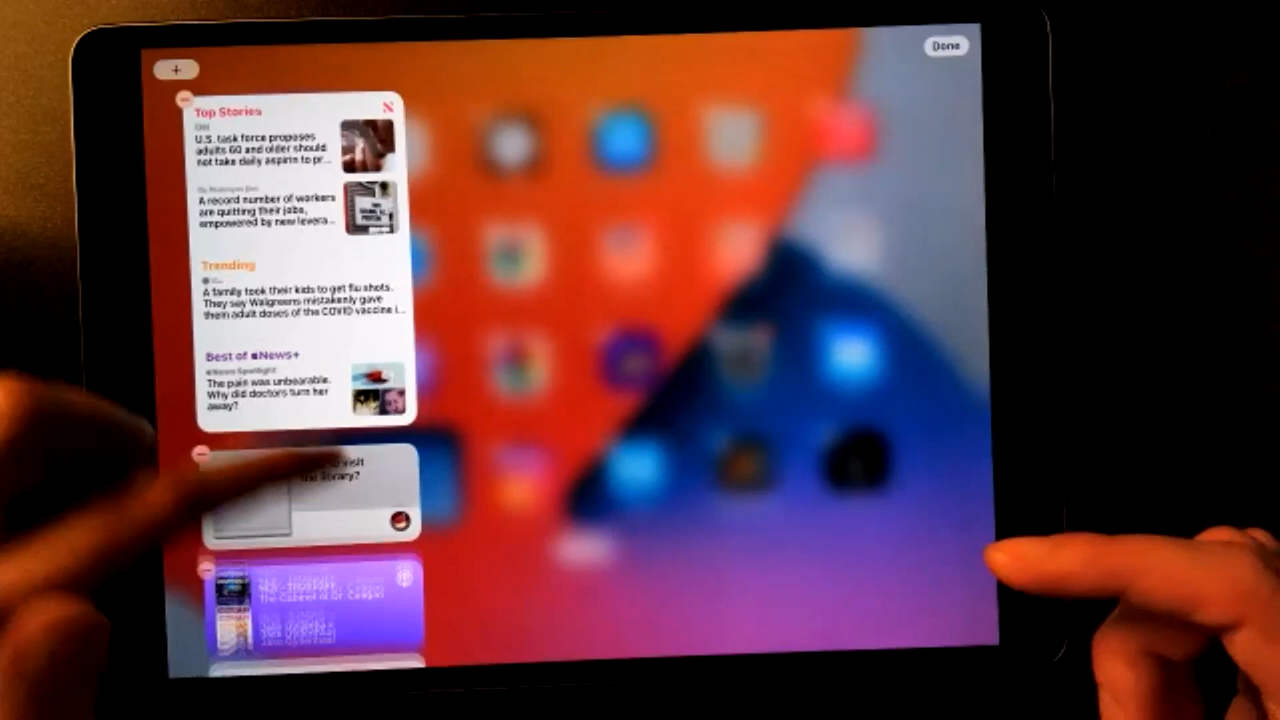 +
Done
Top Stories
U.S. task force proposes
adults 60 and older should
not take daily aspirin to pr...
A record number of workers
are quitting their jobs,
empowered by new levera...
Trending
A family took their kids to get flu shots.
They say Walgreens mistakenly gave
them adult doses of the COVID vaccine i...
Best of News+
News Spotlight
The pain was unbearable.
Why did doctors turn her
away?
visit
the library?